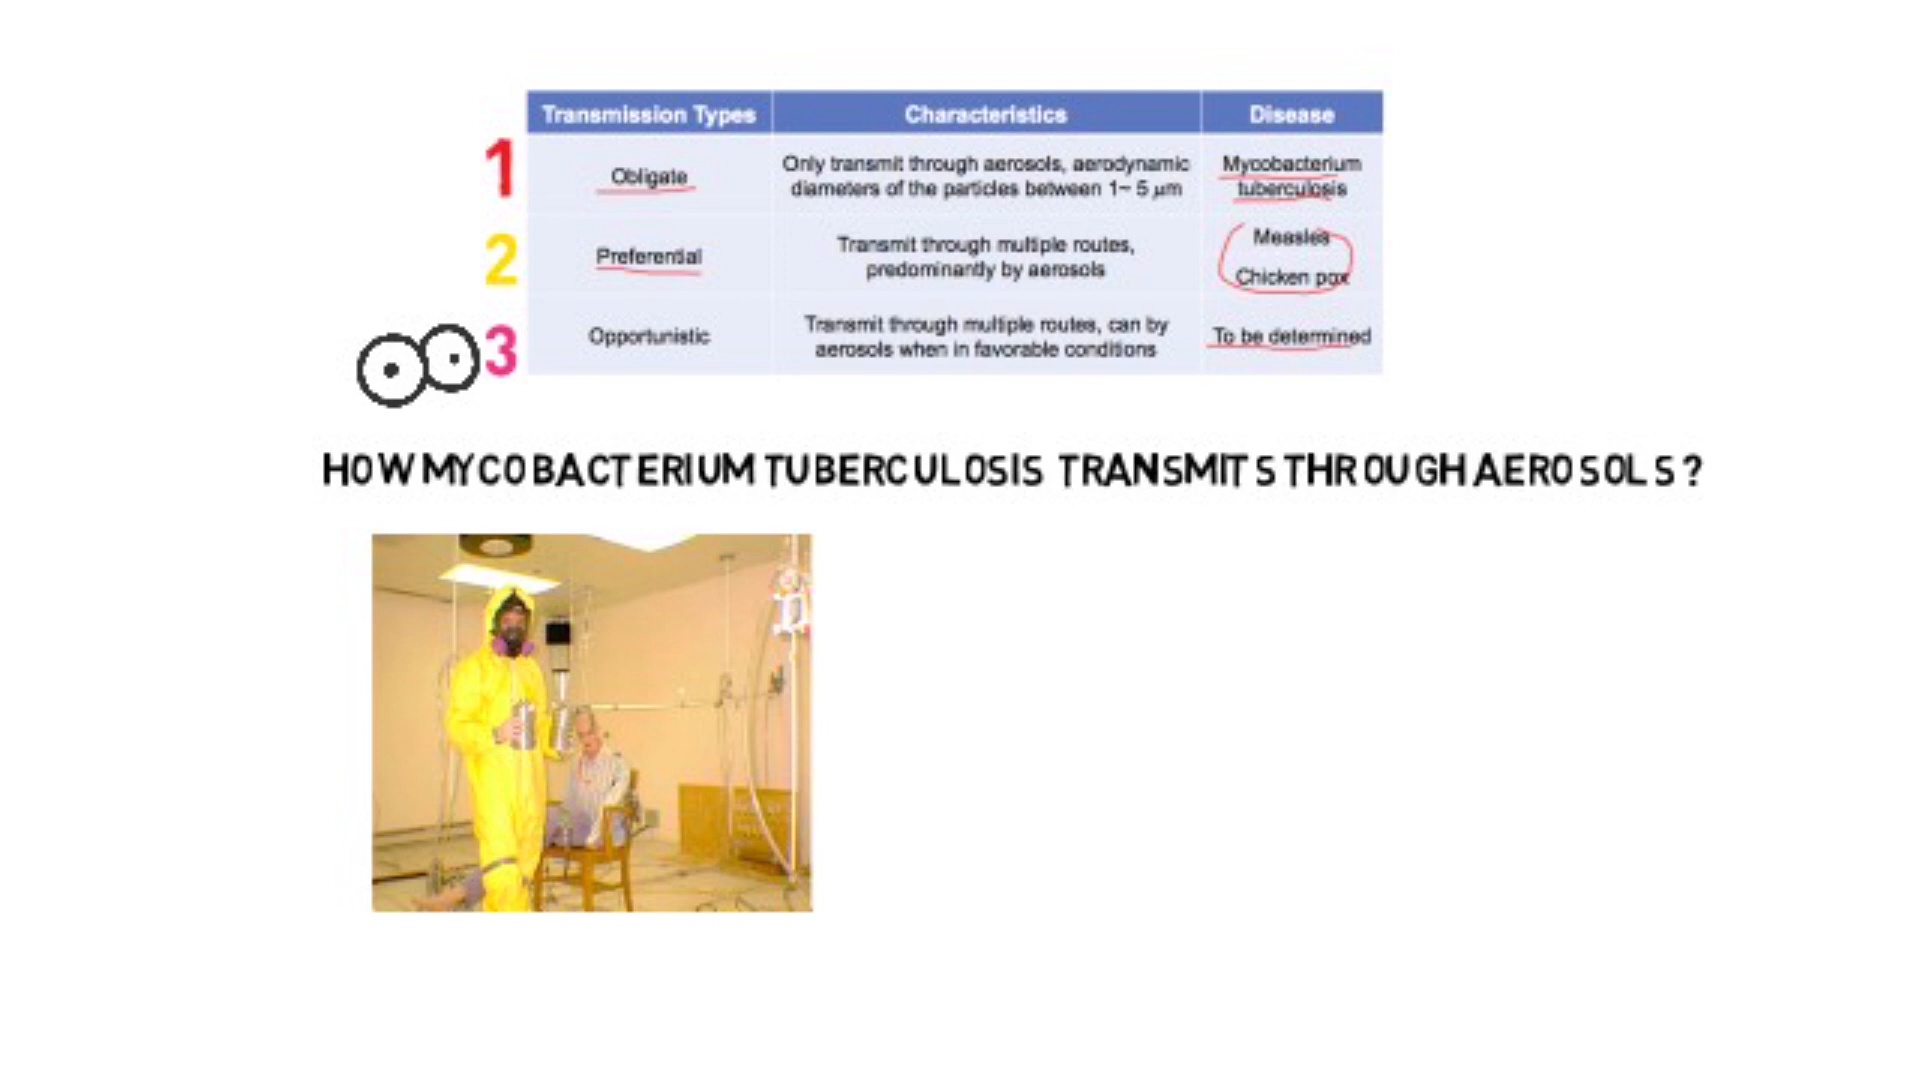 Transmission Types Characteristics Disease
1
Obligate
Only transmit through aerosols, aerodynamic
diameters of the particles between 1~ 5 μm
Mycobacterium
tuberculosis
2
Preferential
Transmit through multiple routes,
predominantly by aerosols
Measles
Chicken pox
3
Opportunistic
Transmit through multiple routes, can by
aerosols when in favorable conditions
To be determined
HOW MYCOBACTERIUM TUBERCULOSIS TRANSMITS THROUGH AEROSOLS?